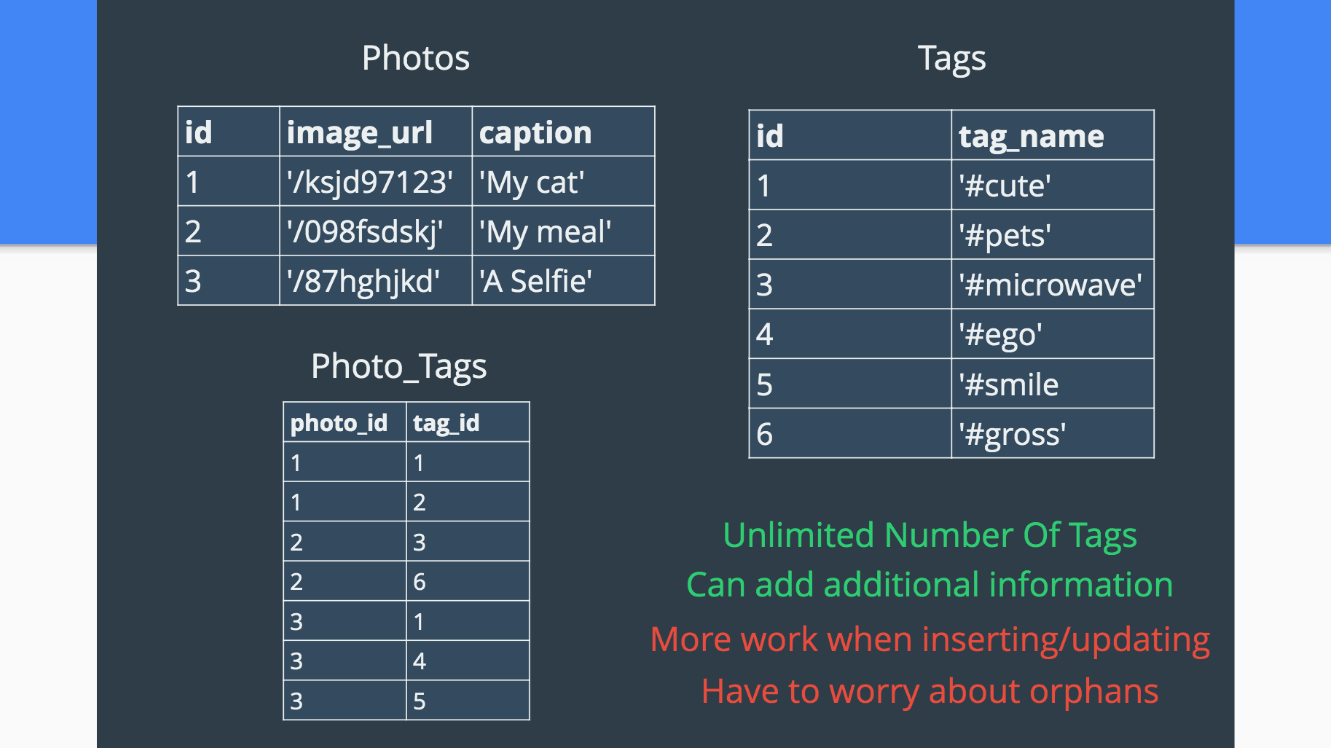 Photos
id image_url caption
1 '/ksjd97123' 'My cat'
2 '/098fsdskj' 'My meal'
3 '/87hghjkd' 'A Selfie'
Tags
id tag_name
1 '#cute'
2 '#pets'
3 '#microwave'
4 '#ego'
5 '#smile
6 '#gross'
Photo_Tags
photo_id tag_id
1 1
1 2
2 3
2 6
3 1
3 4
3 5
Unlimited Number Of Tags
Can add additional information
More work when inserting/updating
Have to worry about orphans